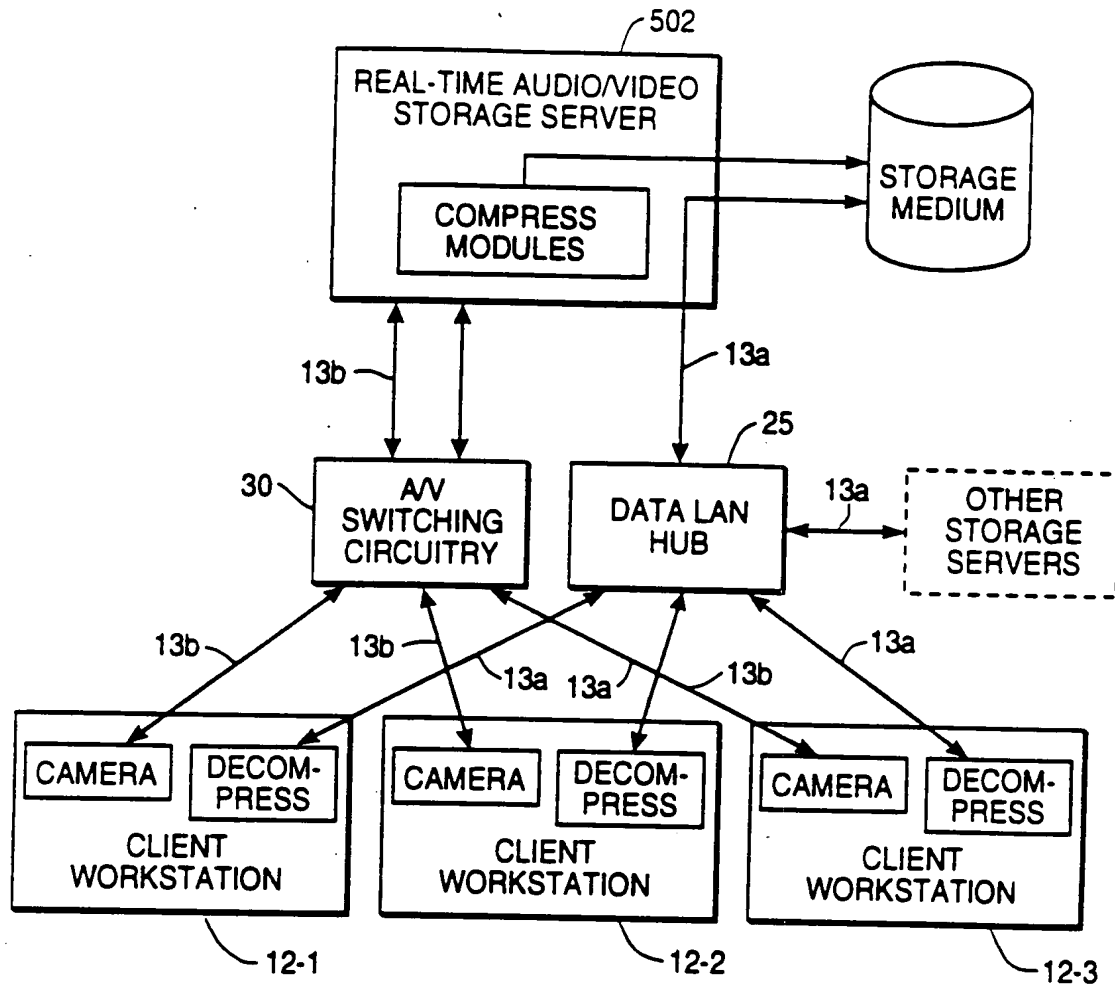 502
REAL-TIME AUDIO/VIDEO
STORAGE SERVER
COMPRESS
MODULES
STORAGE
MEDIUM
13b
13a
25
30
A/V
SWITCHING
CIRCUITRY
DATA LAN
HUB
13a
OTHER
STORAGE
SERVERS
13b
13b
13a
13a
13b
13a
CAMERA
DECOM-
PRESS
CLIENT
WORKSTATION
CAMERA
DECOM-
PRESS
CLIENT
WORKSTATION
CAMERA
DECOM-
PRESS
CLIENT
WORKSTATION
12-1
12-2
12-3